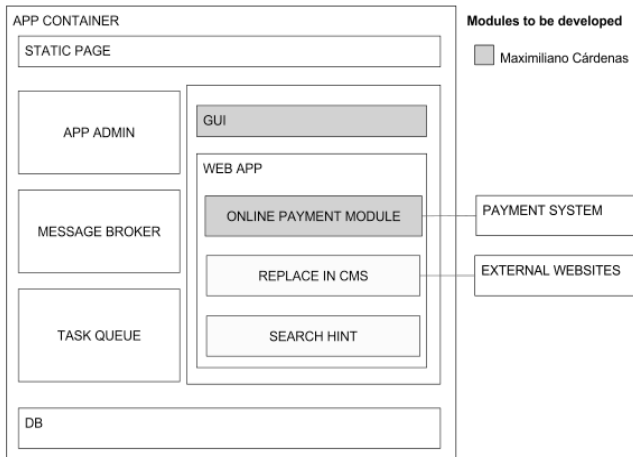 APP CONTAINER
STATIC PAGE
APP ADMIN
MESSAGE BROKER
TASK QUEUE
GUI
WEB APP
ONLINE PAYMENT MODULE
REPLACE IN CMS
SEARCH HINT
DB
Modules to be developed
Maximiliano Cárdenas
PAYMENT SYSTEM
EXTERNAL WEBSITES